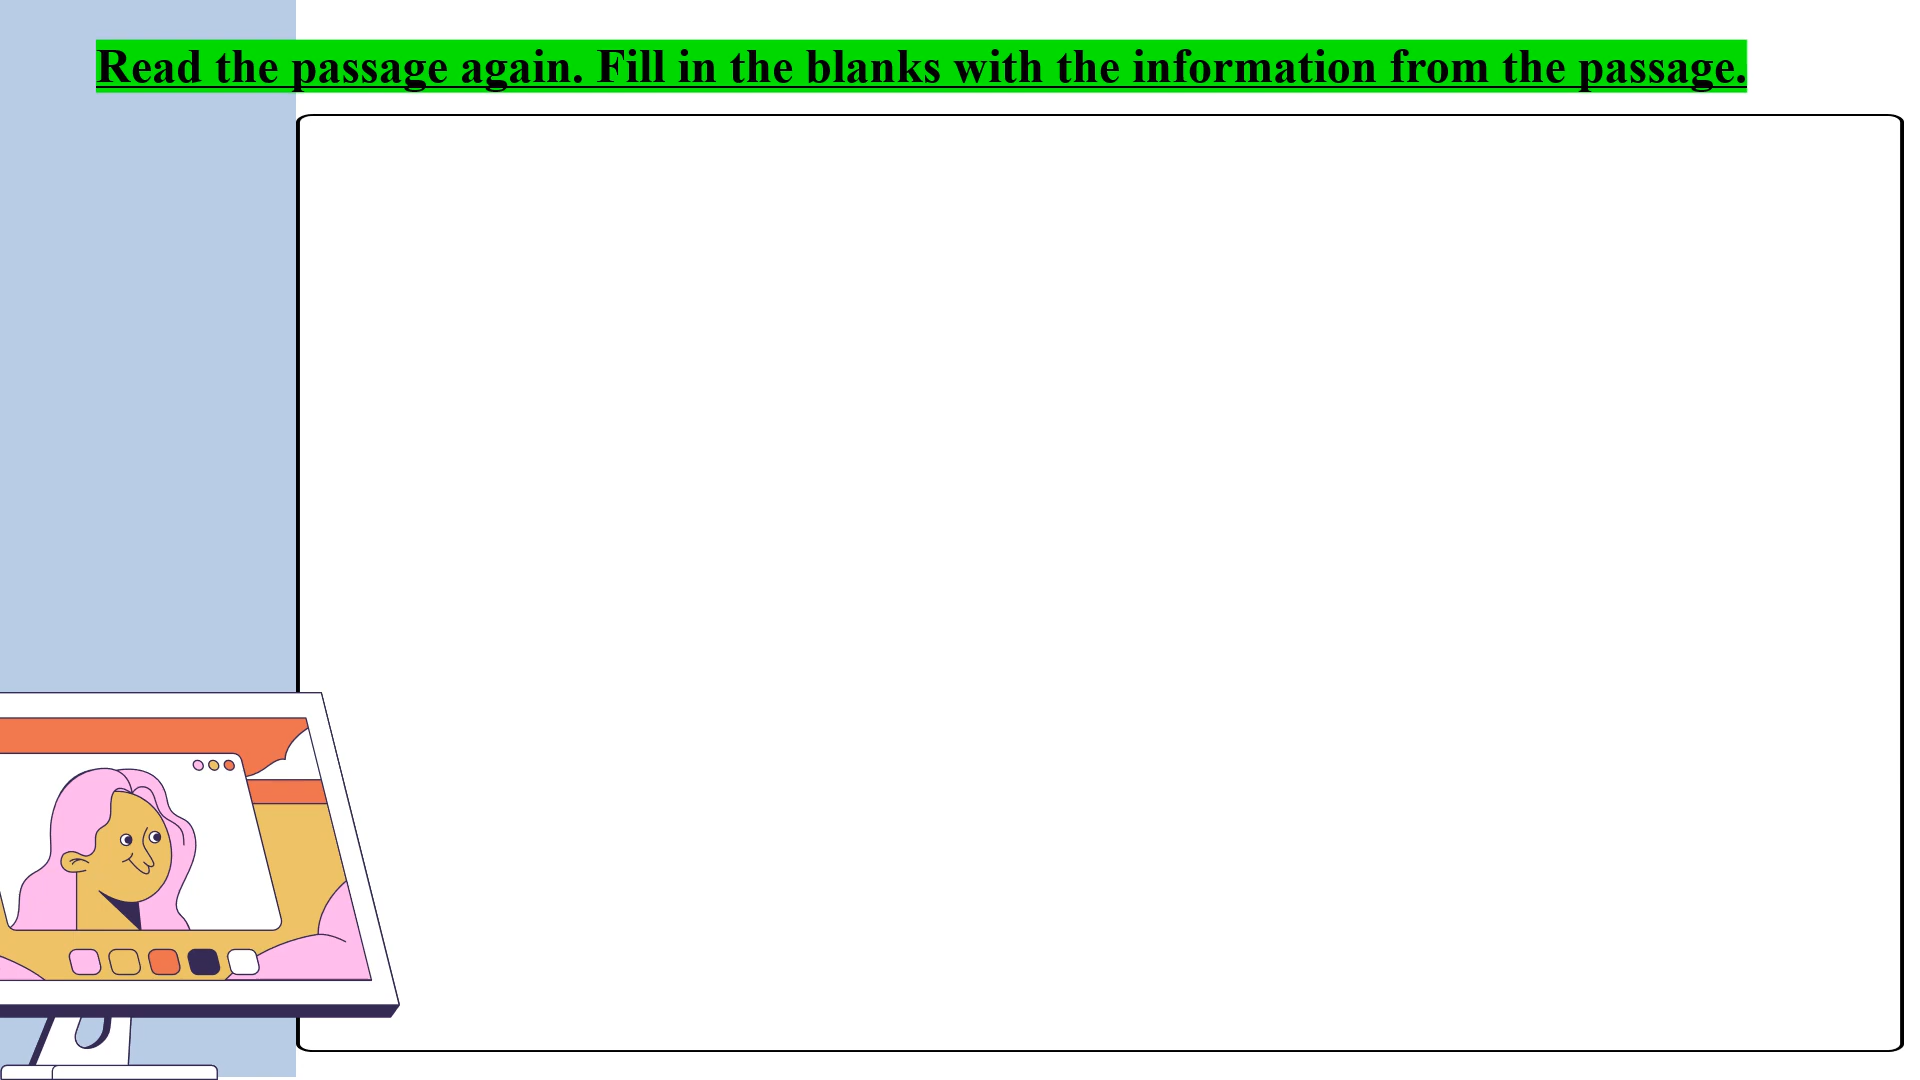 Read the passage again. Fill in the blanks with the information from the passage.